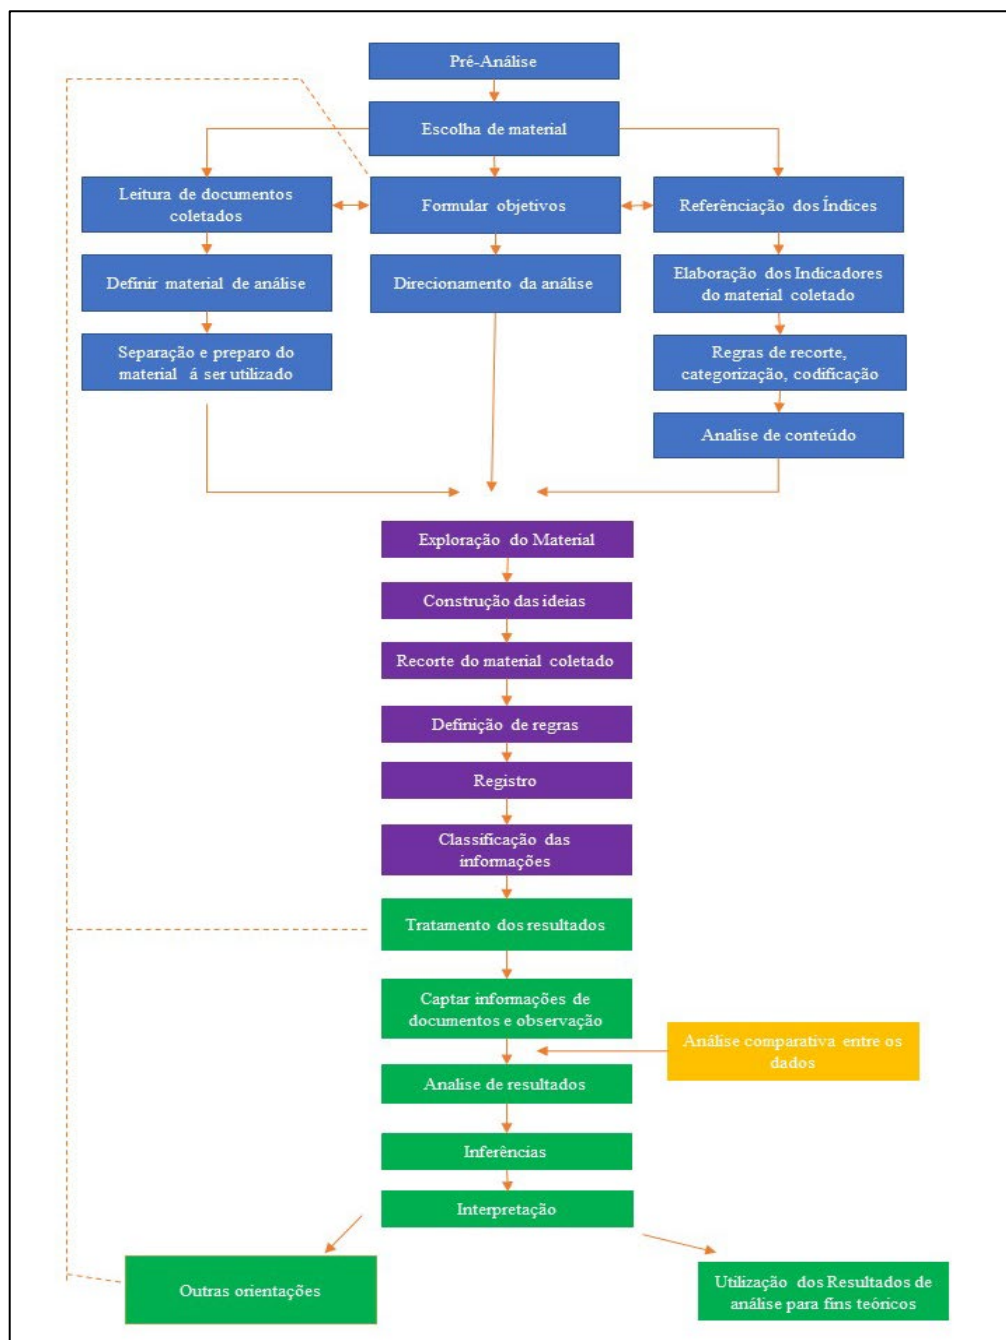 Pré-Análise
Escolha de material
Leitura de documentos
coletados
Formular objetivos
Referênciação dos Índices
Definir material de análise
Direcionamento da análise
Elaboração dos Indicadores
do material coletado
Separação e preparo do
material á ser utilizado
Regras de recorte,
categorização, codificação
Analise de conteúdo
Exploração do Material
Construção das ideias
Recorte do material coletado
Definição de regras
Registro
Classificação das
informações
Tratamento dos resultados
Captar informações de
documentos e observação
Análise comparativa entre os
dados
Analise de resultados
Inferências
Interpretação
Outras orientações
Utilização dos Resultados de
análise para fins teóricos